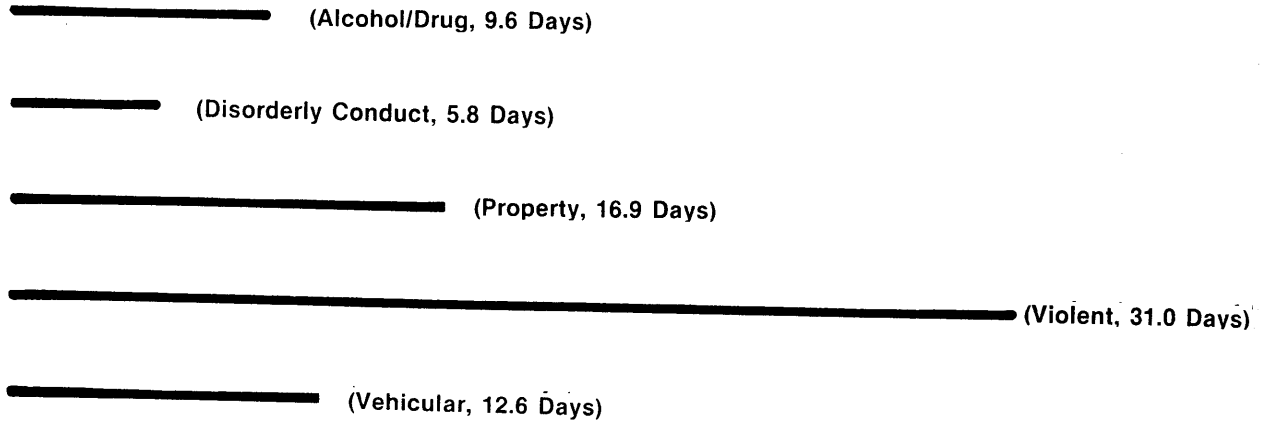 (Alcohol/Drug, 9.6 Days)
(Disorderly Conduct, 5.8 Days)
(Property, 16.9 Days)
(Violent, 31.0 Days)
(Vehicular, 12.6 Days)